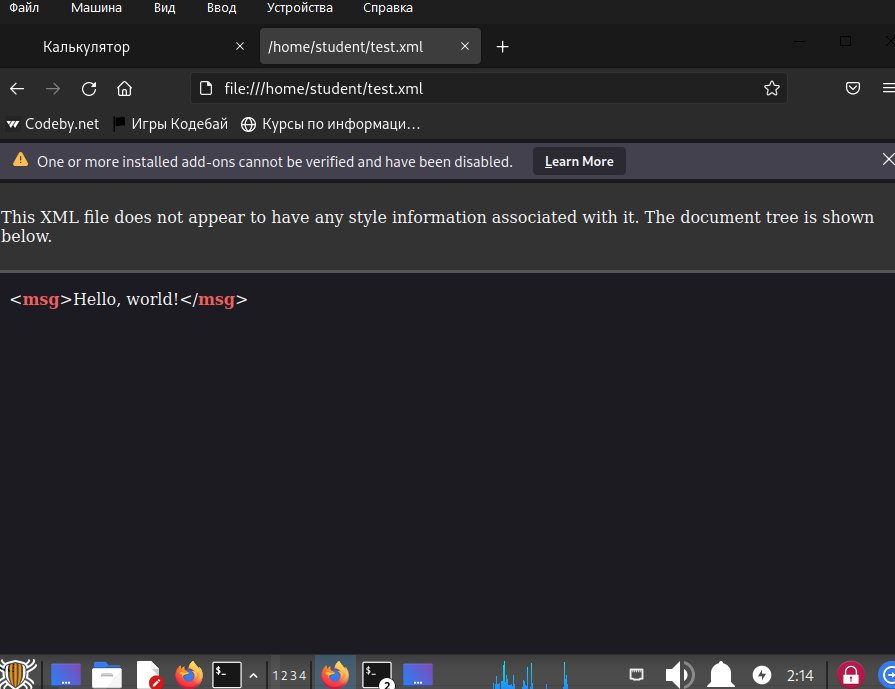 Файл Машина Вид Ввод Устройства Справка
Калькулятор × /home/student/test.xml × +
file:///home/student/test.xml
Codeby.net Игры Кодебай Курсы по информаци...
One or more installed add-ons cannot be verified and have been disabled. Learn More
This XML file does not appear to have any style information associated with it. The document tree is shown
below.
<msg>Hello, world!</msg>
$_ 1 2 3 4 $_ 2 2:14